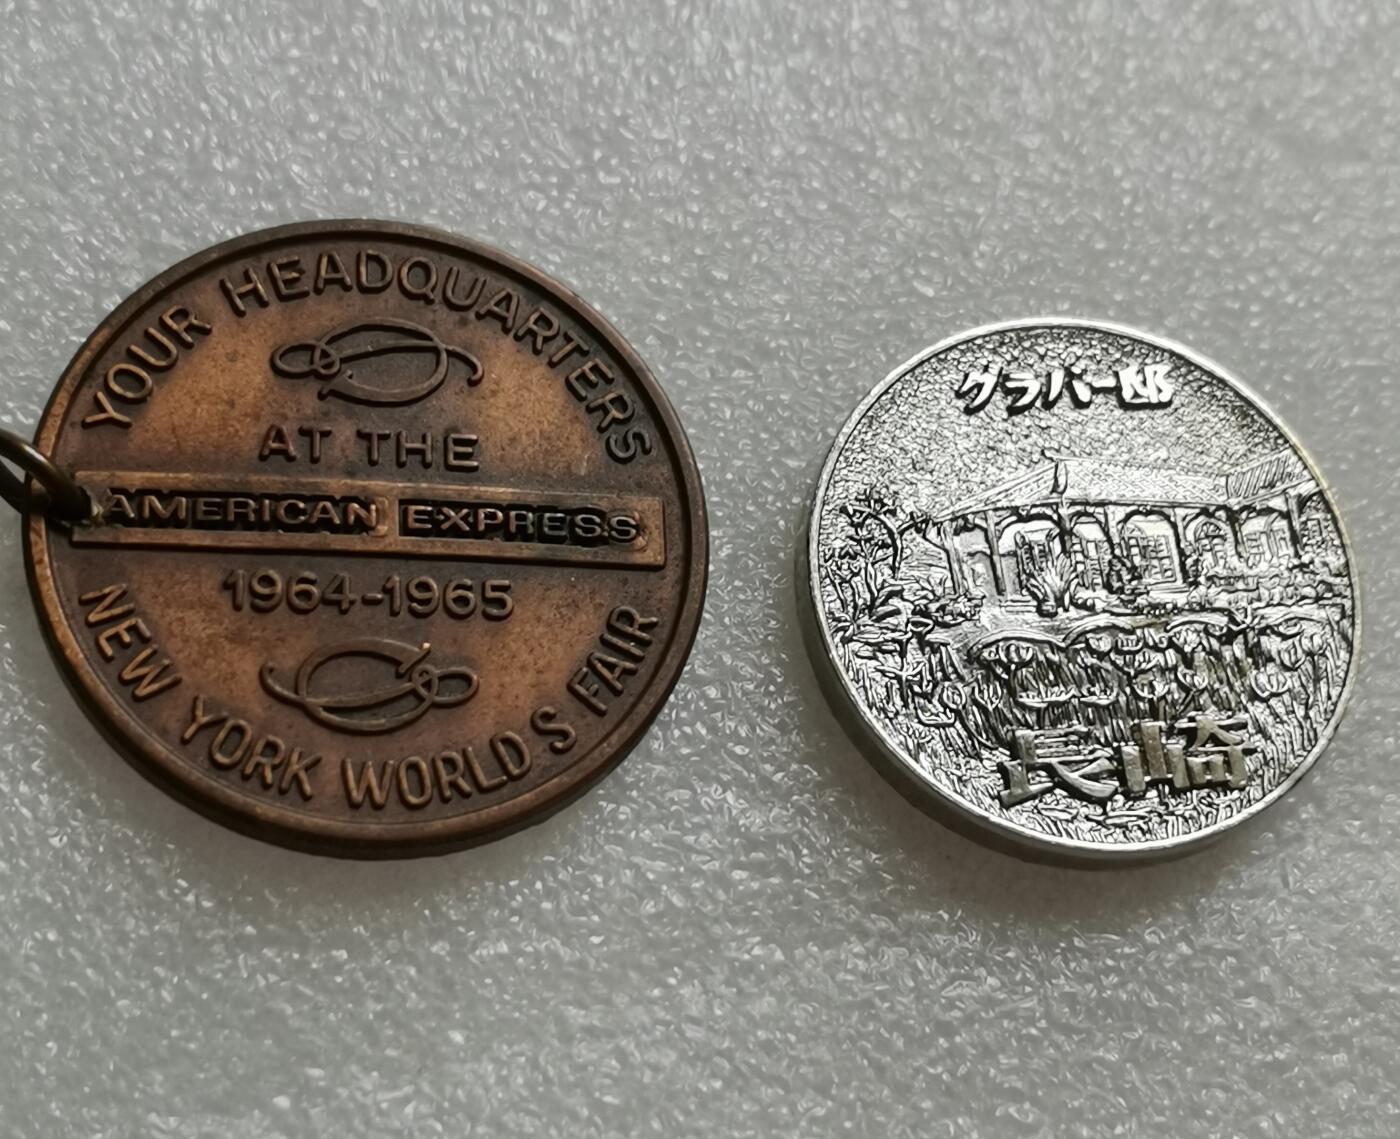 YOUR HEADQUARTERS
AT THE
AMERICAN EXPRESS
1964-1965
NEW YORK WORLD'S FAIR
グラバー邸
長崎